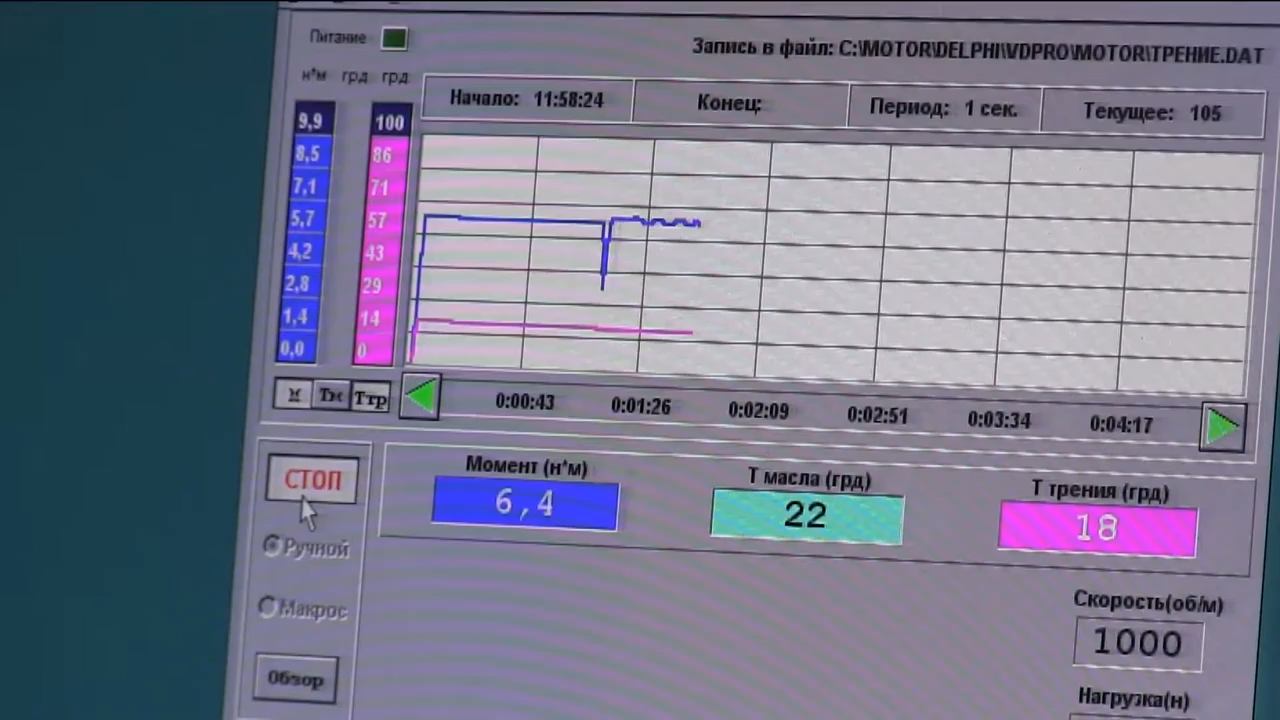 Питание
Запись в файл: C:\MOTOR\DELPHI\VDPRO\MOTOR\ТРЕНИЕ.DAT
н*м грд грд
Начало: 11:58:24 Конец: Период: 1 сек. Текущее: 105
9,9 100
8,5 86
7,1 71
5,7 57
4,2 43
2,8 29
1,4 14
0,0 0
М Тм Ттр
0:00:43 0:01:26 0:02:09 0:02:51 0:03:34 0:04:17
СТОП
Момент (н*м) Т масла (грд) Т трения (грд)
6,4 22 18
Ручной
Макрос
Обзор
Скорость(об/м)
1000
Нагрузка(н)